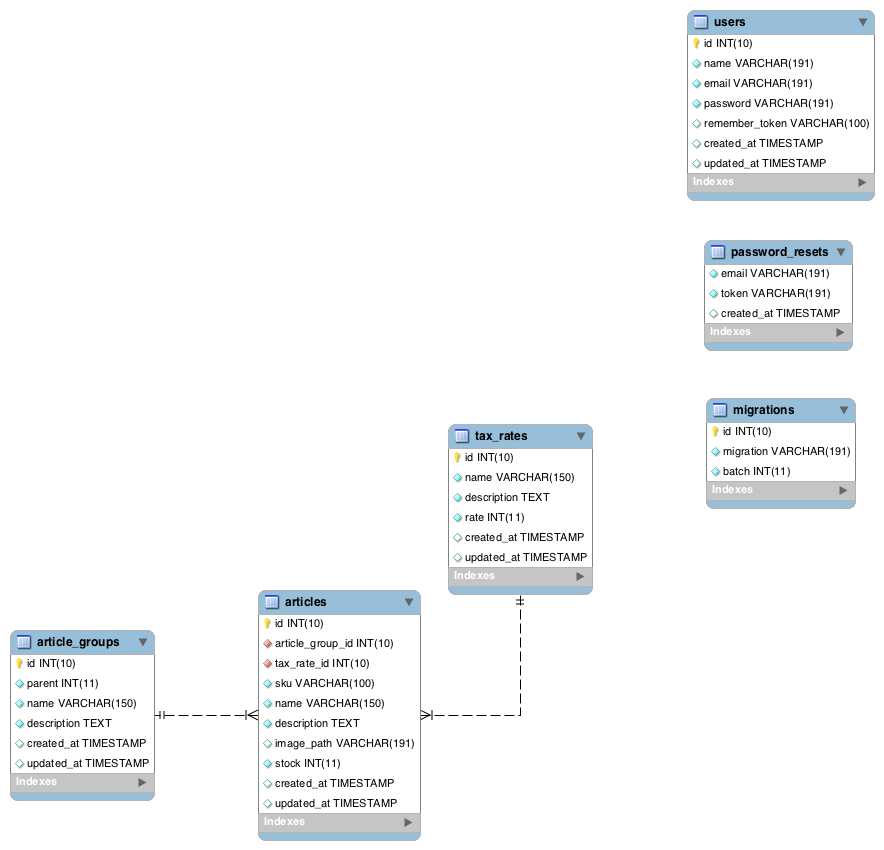 users
id INT(10)
name VARCHAR(191)
email VARCHAR(191)
password VARCHAR(191)
remember_token VARCHAR(100)
created_at TIMESTAMP
updated_at TIMESTAMP
Indexes
password_resets
email VARCHAR(191)
token VARCHAR(191)
created_at TIMESTAMP
Indexes
migrations
id INT(10)
migration VARCHAR(191)
batch INT(11)
Indexes
tax_rates
id INT(10)
name VARCHAR(150)
description TEXT
rate INT(11)
created_at TIMESTAMP
updated_at TIMESTAMP
Indexes
articles
id INT(10)
article_group_id INT(10)
tax_rate_id INT(10)
sku VARCHAR(100)
name VARCHAR(150)
description TEXT
image_path VARCHAR(191)
stock INT(11)
created_at TIMESTAMP
updated_at TIMESTAMP
Indexes
article_groups
id INT(10)
parent INT(11)
name VARCHAR(150)
description TEXT
created_at TIMESTAMP
updated_at TIMESTAMP
Indexes